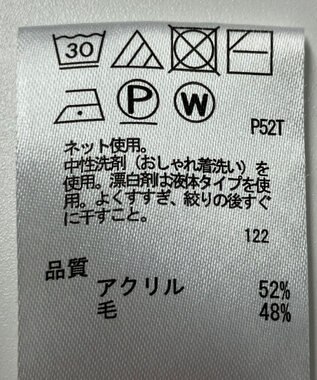 30
P W
P52T
ネット使用。
中性洗剤（おしゃれ着洗い）を
使用。漂白剤は液体タイプを使
用。よくすすぎ、絞りの後すぐ
に干すこと。
122
品質
アクリル 52%
毛 48%